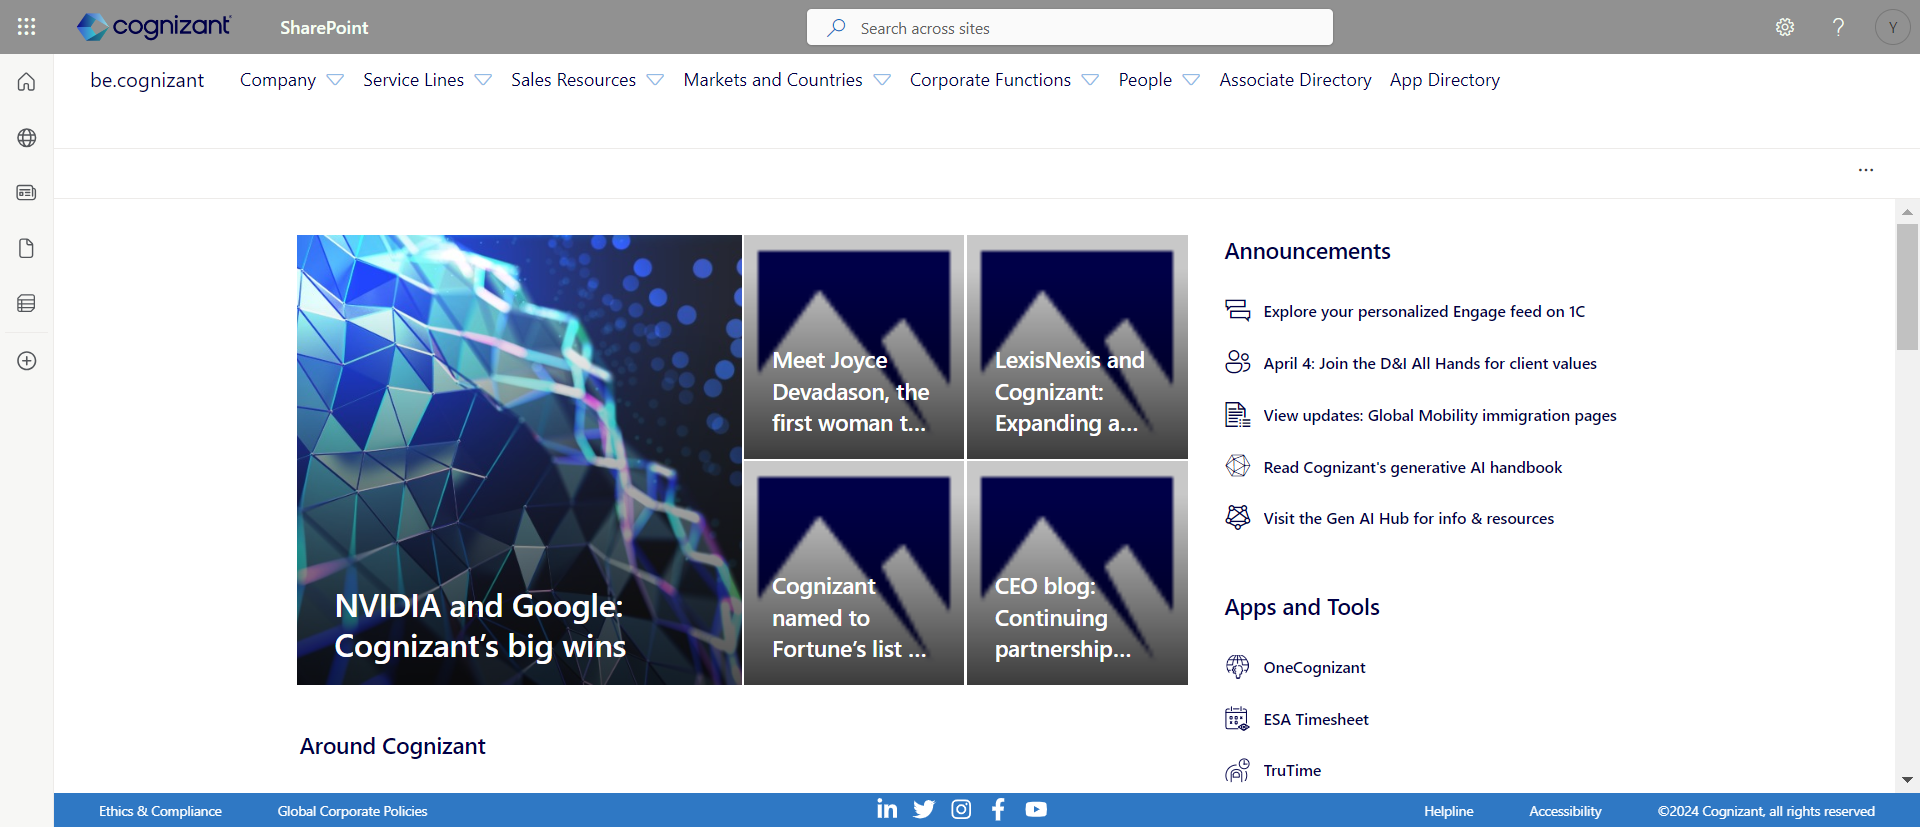 cognizant
SharePoint
Search across sites
Y
be.cognizant
Company
Service Lines
Sales Resources
Markets and Countries
Corporate Functions
People
Associate Directory
App Directory
NVIDIA and Google:
Cognizant’s big wins
Meet Joyce
Devadason, the
first woman t...
LexisNexis and
Cognizant:
Expanding a...
Cognizant
named to
Fortune’s list ...
CEO blog:
Continuing
partnership...
Announcements
Explore your personalized Engage feed on 1C
April 4: Join the D&I All Hands for client values
View updates: Global Mobility immigration pages
Read Cognizant's generative AI handbook
Visit the Gen AI Hub for info & resources
Apps and Tools
OneCognizant
ESA Timesheet
TruTime
Around Cognizant
Ethics & Compliance
Global Corporate Policies
Helpline
Accessibility
©2024 Cognizant, all rights reserved